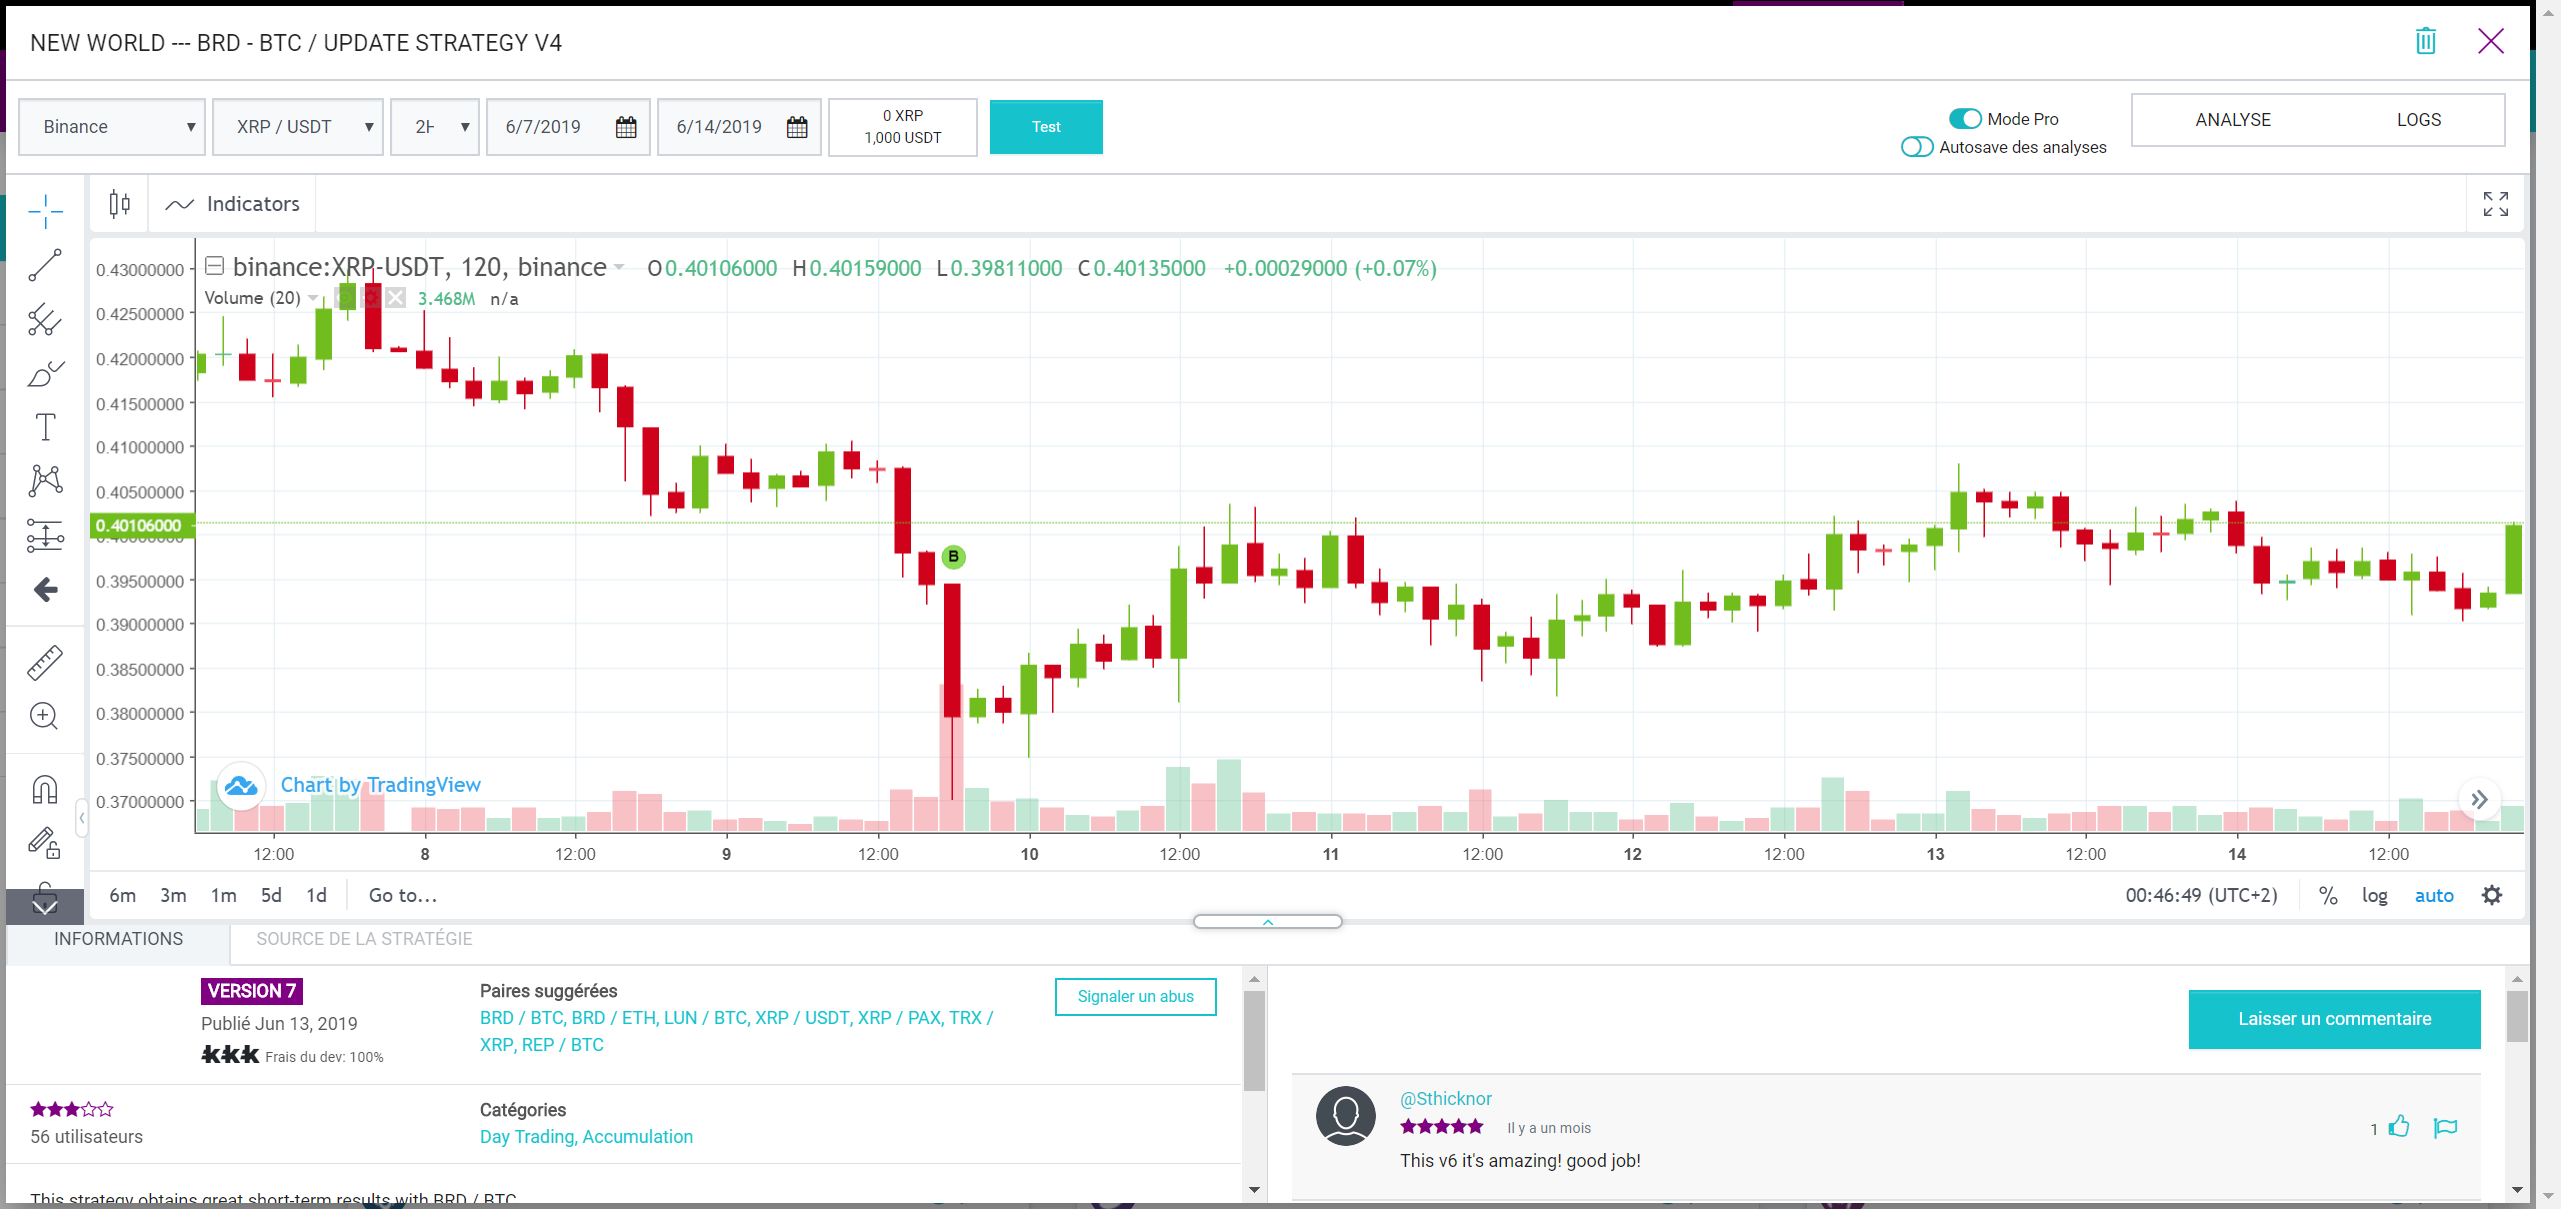 NEW WORLD --- BRD - BTC / UPDATE STRATEGY V4
Binance
XRP / USDT
2H
6/7/2019
6/14/2019
0 XRP
1,000 USDT
Test
Mode Pro
Autosave des analyses
ANALYSE
LOGS
Indicators
binance:XRP-USDT, 120, binance
O0.40106000 H0.40159000 L0.39811000 C0.40135000 +0.00029000 (+0.07%)
Volume (20)
3.468M n/a
0.43000000
0.42500000
0.42000000
0.41500000
0.41000000
0.40500000
0.40106000
0.40000000
0.39500000
0.39000000
0.38500000
0.38000000
0.37500000
0.37000000
B
Chart by TradingView
12:00 8 12:00 9 12:00 10 12:00 11 12:00 12 12:00 13 12:00 14 12:00
6m 3m 1m 5d 1d Go to...
00:46:49 (UTC+2) % log auto
INFORMATIONS
SOURCE DE LA STRATÉGIE
VERSION 7
Publié Jun 13, 2019
Frais du dev: 100%
Paires suggérées
BRD / BTC, BRD / ETH, LUN / BTC, XRP / USDT, XRP / PAX, TRX /
XRP, REP / BTC
Signaler un abus
56 utilisateurs
Catégories
Day Trading, Accumulation
This strategy obtains great short-term results with BRD / BTC
Laisser un commentaire
@Sthicknor
Il y a un mois
1
This v6 it's amazing! good job!